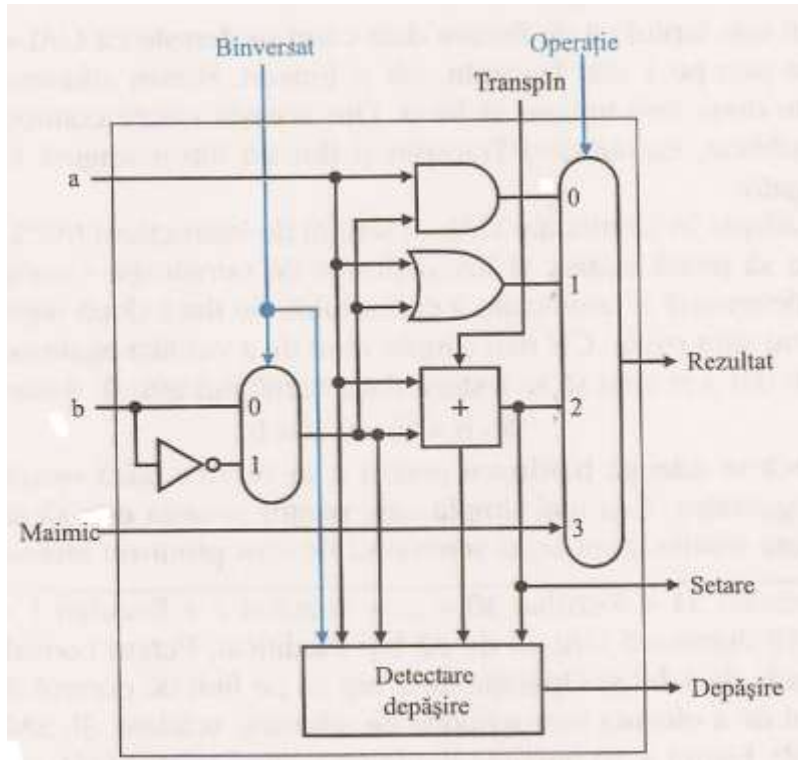 Binversat
Operație
TranspIn
a
0
1
b
0
+
2
Rezultat
1
Maimic
3
Setare
Detectare
depășire
Depășire